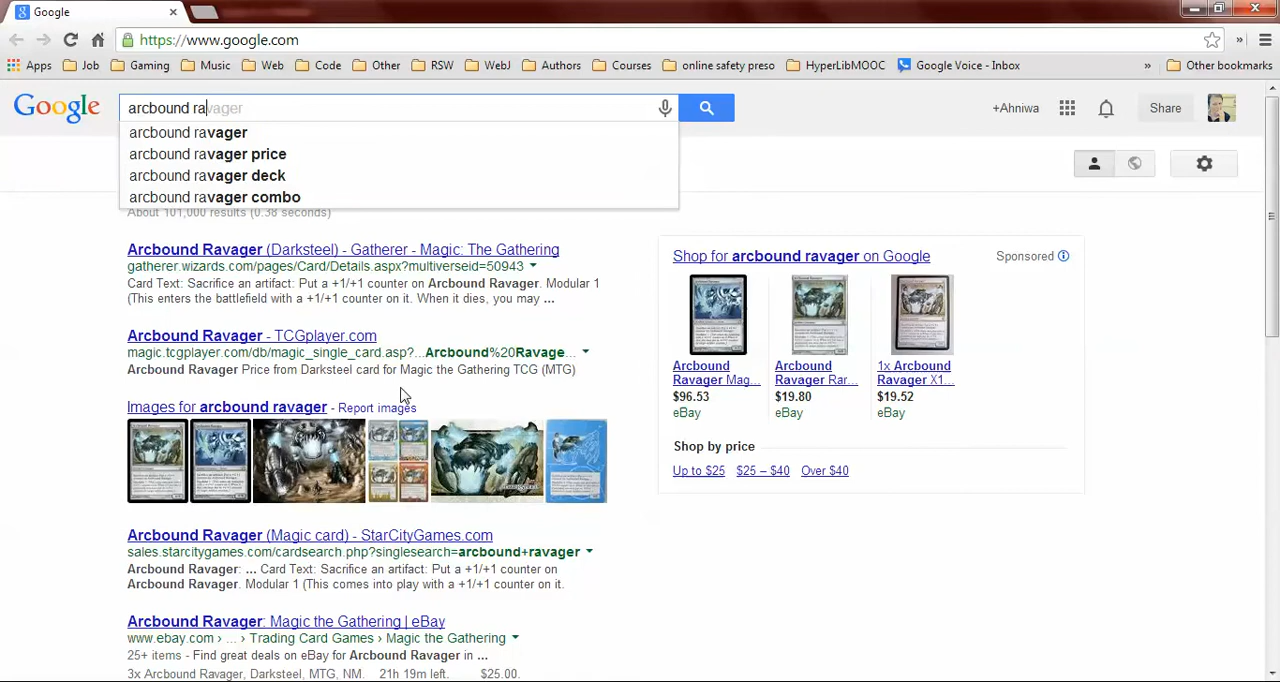 Google
https://www.google.com
Apps Job Gaming Music Web Code Other RSW WebJ Authors Courses online safety preso HyperLibMOOC Google Voice - Inbox » Other bookmarks
Google arcbound ravager +Ahniwa Share
arcbound ravager
arcbound ravager price
arcbound ravager deck
arcbound ravager combo
About 101,000 results (0.38 seconds)
Arcbound Ravager (Darksteel) - Gatherer - Magic: The Gathering
gatherer.wizards.com/pages/Card/Details.aspx?multiverseid=50943
Card Text: Sacrifice an artifact: Put a +1/+1 counter on Arcbound Ravager. Modular 1
(This enters the battlefield with a +1/+1 counter on it. When it dies, you may ...
Arcbound Ravager - TCGplayer.com
magic.tcgplayer.com/db/magic_single_card.asp?...Arcbound%20Ravage...
Arcbound Ravager Price from Darksteel card for Magic the Gathering TCG (MTG)
Images for arcbound ravager - Report images
Arcbound Ravager (Magic card) - StarCityGames.com
sales.starcitygames.com/cardsearch.php?singlesearch=arcbound+ravager
Arcbound Ravager: ... Card Text: Sacrifice an artifact: Put a +1/+1 counter on
Arcbound Ravager. Modular 1 (This comes into play with a +1/+1 counter on it.
Arcbound Ravager: Magic the Gathering | eBay
www.ebay.com › ... › Trading Card Games › Magic the Gathering
25+ items - Find great deals on eBay for Arcbound Ravager in ...
3x Arcbound Ravager, Darksteel, MTG, NM. 21h 19m left. $25.00.
Shop for arcbound ravager on Google Sponsored
Arcbound Ravager Mag...
$96.53
eBay
Arcbound Ravager Rar...
$19.80
eBay
1x Arcbound Ravager X1...
$19.52
eBay
Shop by price
Up to $25 $25 – $40 Over $40